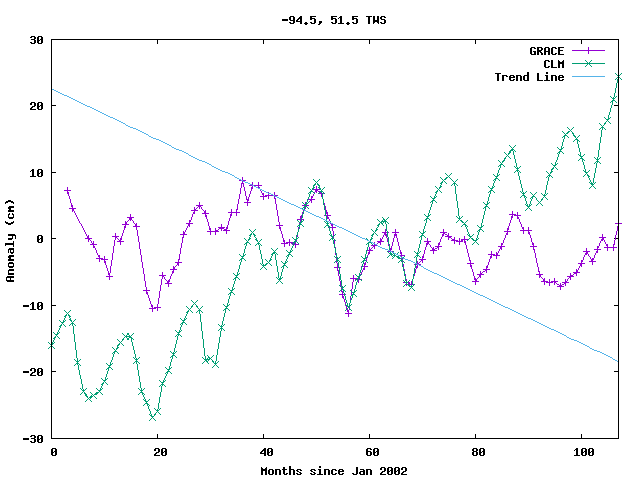 -94.5, 51.5 TWS
GRACE
CLM
Trend Line
30
20
10
0
-10
-20
-30
Anomaly (cm)
0 20 40 60 80 100
Months since Jan 2002